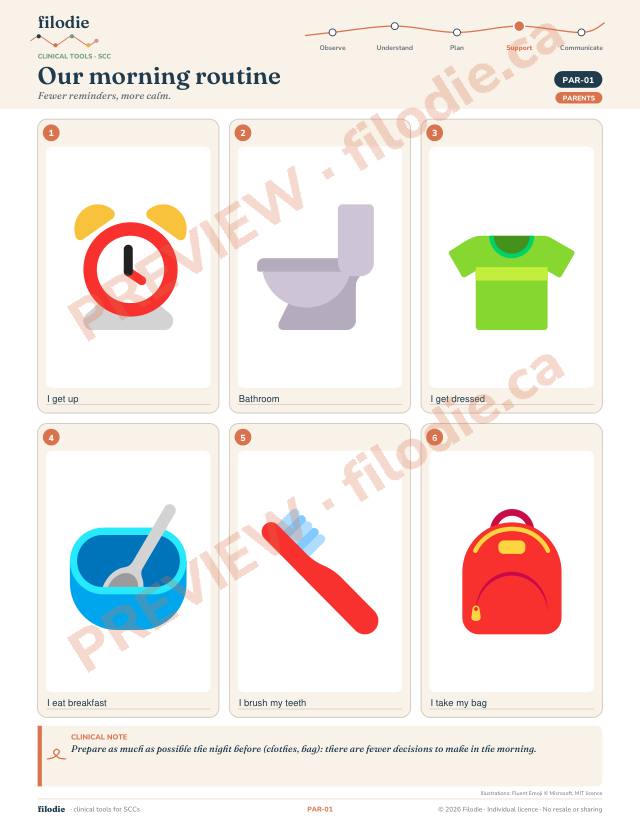 filodie
Observe Understand Plan Support Communicate
CLINICAL TOOLS · SCC
Our morning routine
Fewer reminders, more calm.
PAR-01
PARENTS
1
2
3
I get up
Bathroom
I get dressed
4
5
6
I eat breakfast
I brush my teeth
I take my bag
PREVIEW · filodie.ca
PREVIEW · filodie.ca
CLINICAL NOTE
Prepare as much as possible the night before (clothes, bag): there are fewer decisions to make in the morning.
Illustrations: Fluent Emoji © Microsoft, MIT licence
filodie · clinical tools for SCCs
PAR-01
© 2026 Filodie · Individual licence · No resale or sharing